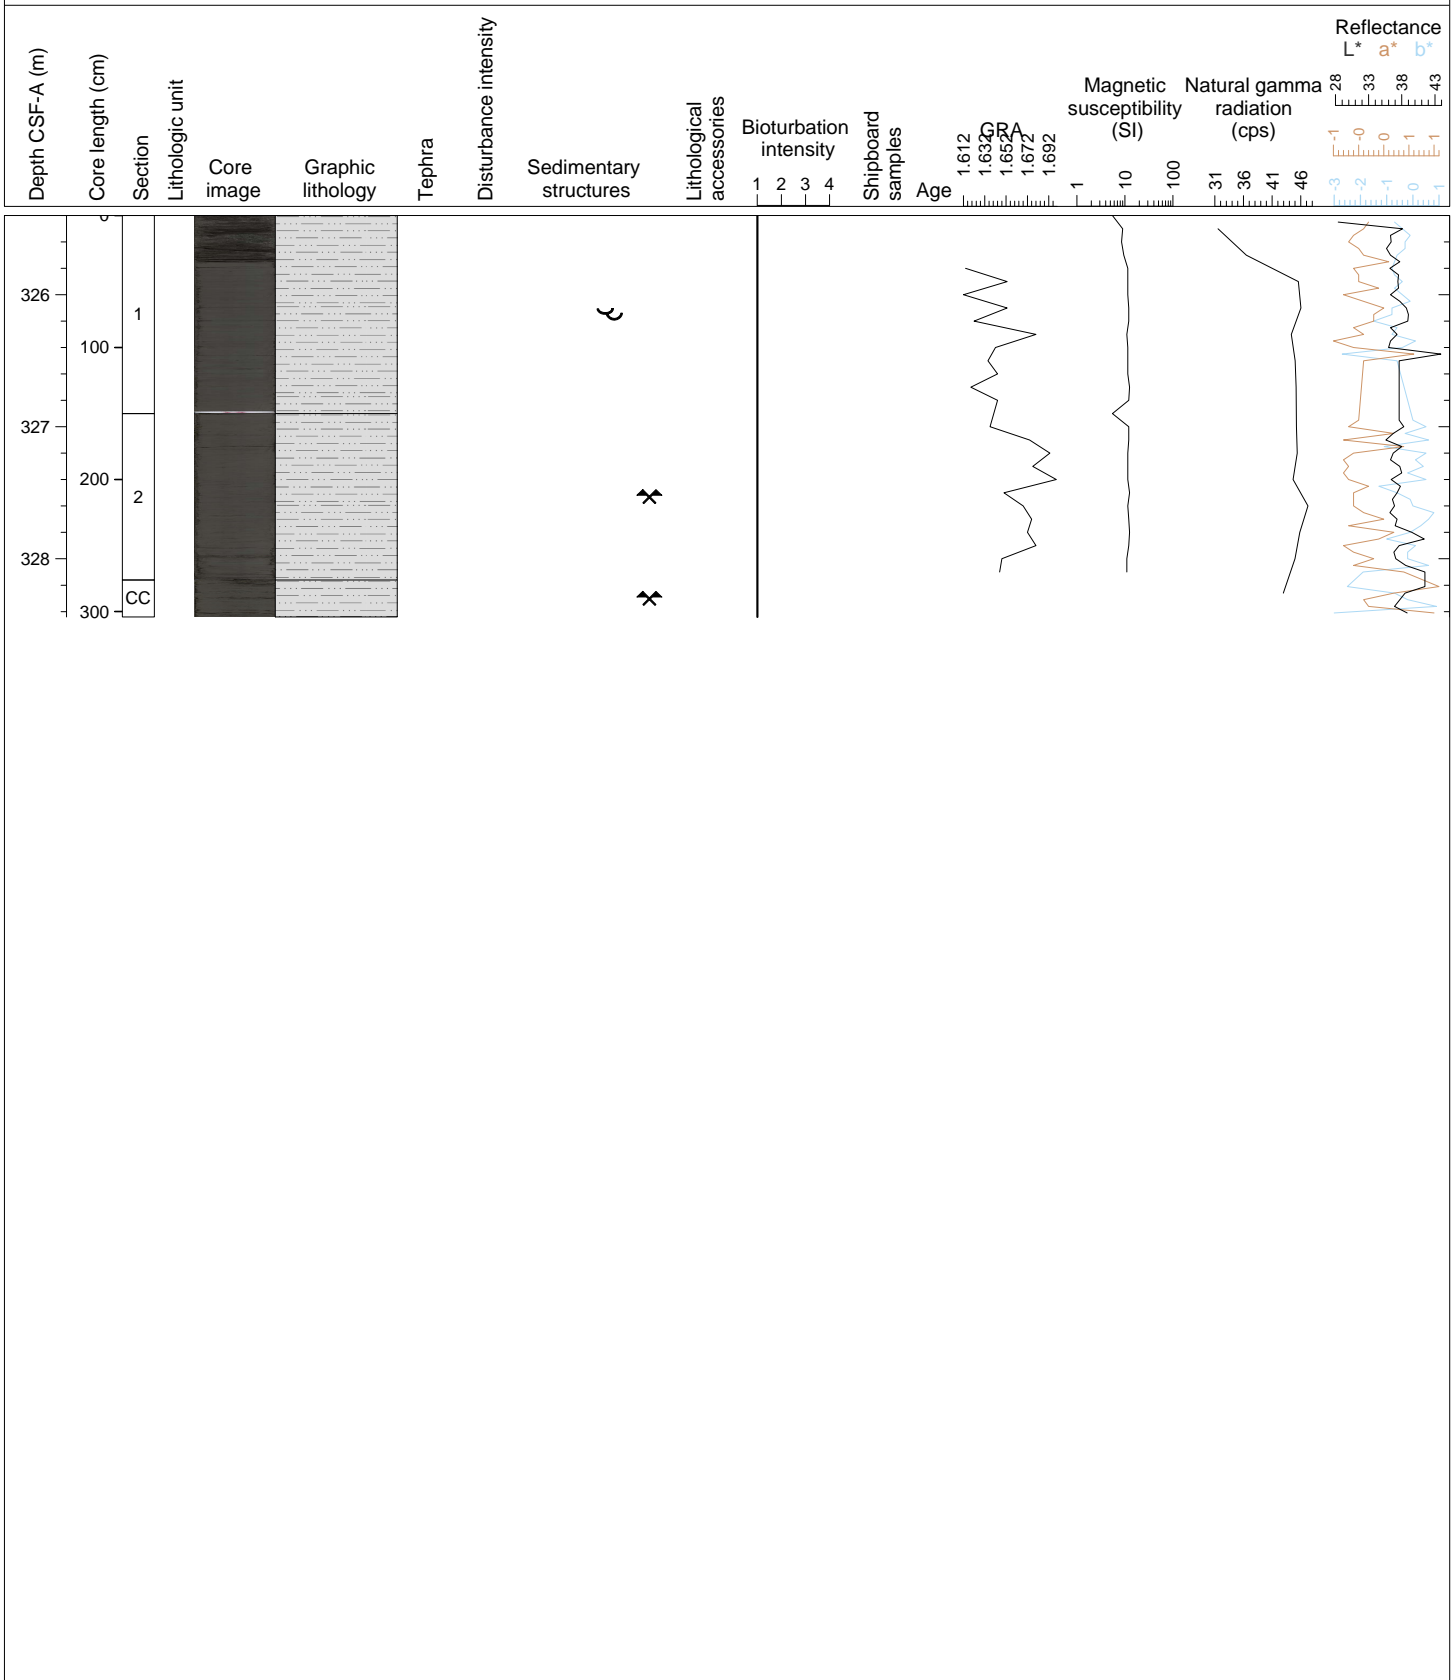 Depth CSF-A (m)
Core length (cm)
Section
Lithologic unit
Core
image
Graphic
lithology
Tephra
Disturbance intensity
Sedimentary
structures
Lithological
accessories
Bioturbation
intensity
1 2 3 4
Shipboard
samples
Age
GRA
1.612 1.632 1.652 1.672 1.692
Magnetic
susceptibility
(SI)
1 10 100
Natural gamma
radiation
(cps)
31 36 41 46
Reflectance
L* a* b*
28 33 38 43
-1 -0 0 1 1
-3 -2 -1 0 1
0
326
1
100
327
200
2
328
CC
300